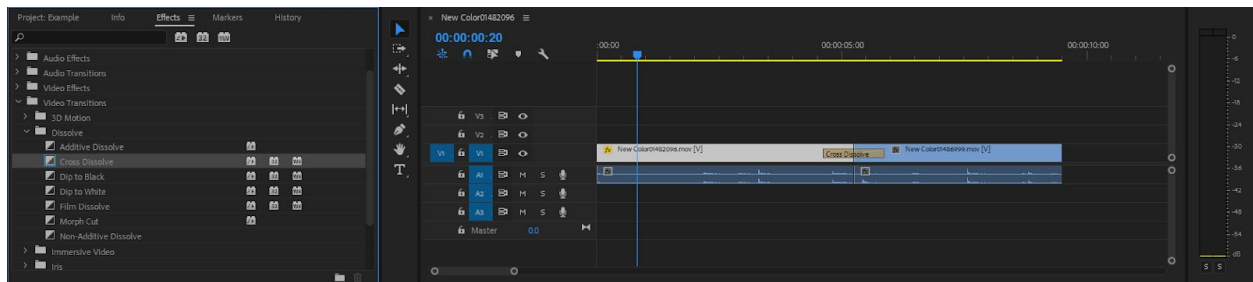 Project: Example Info Effects Markers History
Audio Effects
Audio Transitions
Video Effects
Video Transitions
3D Motion
Dissolve
Additive Dissolve
Cross Dissolve
Dip to Black
Dip to White
Film Dissolve
Morph Cut
Non-Additive Dissolve
Immersive Video
Iris
T
× New Color01482096
00:00:00:20
:00:00 00:00:05:00 00:00:10:00
V3
V2
V1 V1 fx New Color01482096.mov [V] Cross Dissolve fx New Color01486999.mov [V]
A1 M S
A2 M S
A3 M S
Master 0.0
0
-6
-12
-18
-24
-30
-36
-42
-48
-54
dB
S S